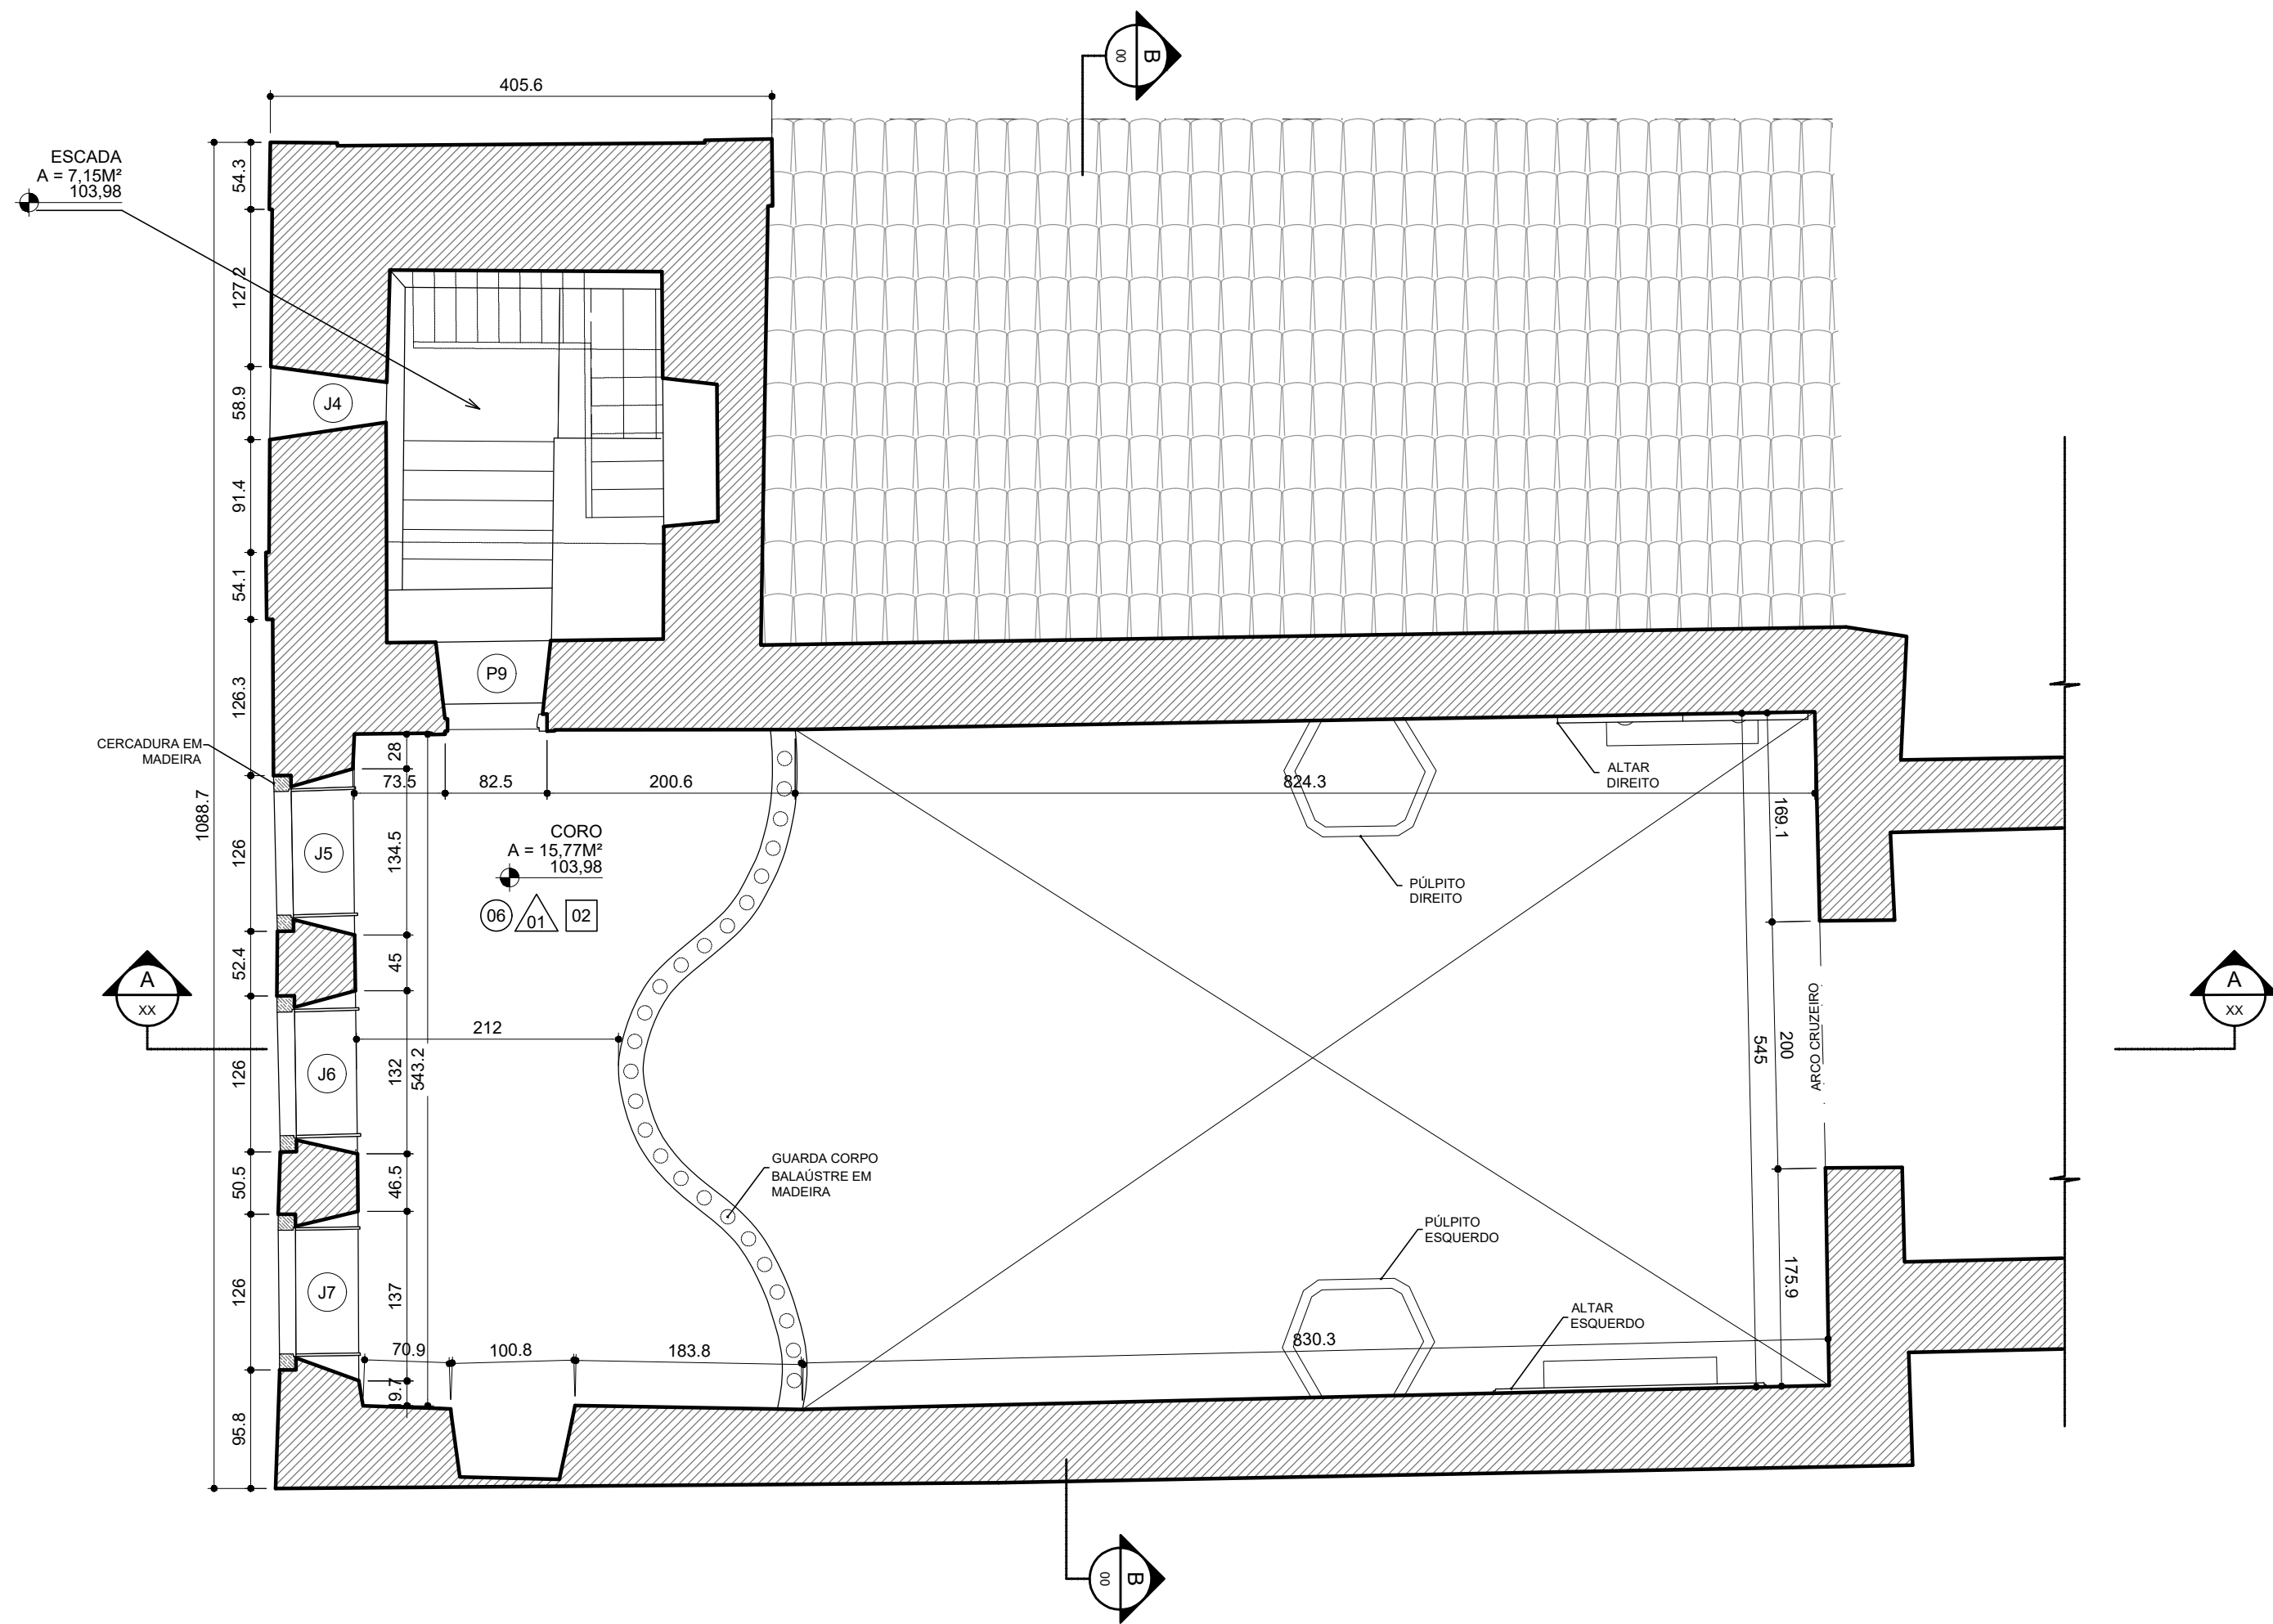 B
00
405.6
ESCADA
A = 7,15M²
103,98
54.3
127.2
58.9
J4
91.4
54.1
126.3
P9
CERCADURA EM
MADEIRA
28
73.5
82.5
200.6
824.3
ALTAR
DIREITO
169.1
1088.7
126
J5
134.5
CORO
A = 15,77M²
103,98
06
01
02
PÚLPITO
DIREITO
52.4
45
A
XX
A
XX
212
126
J6
132
543.2
545
200
ARCO CRUZEIRO
50.5
46.5
GUARDA CORPO
BALAÚSTRE EM
MADEIRA
PÚLPITO
ESQUERDO
126
J7
137
175.9
ALTAR
ESQUERDO
70.9
100.8
183.8
830.3
95.8
B
00